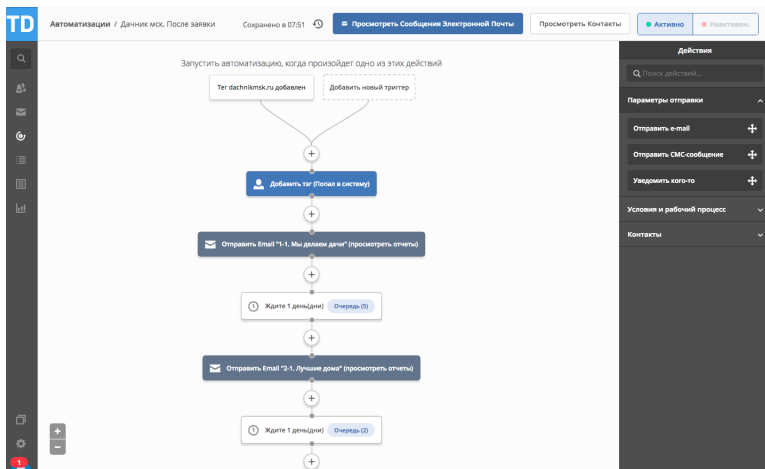 TD
Автоматизации / Дачник мск. После заявки
Сохранено в 07:51
Просмотреть Сообщения Электронной Почты
Просмотреть Контакты
Активно
Неактивен.
Действия
Поиск действий...
Параметры отправки
Отправить e-mail
Отправить СМС-сообщение
Уведомить кого-то
Условия и рабочий процесс
Контакты
Запустить автоматизацию, когда произойдет одно из этих действий
Тег dachnikmsk.ru добавлен
Добавить новый триггер
+
Добавить тэг (Попал в систему)
+
Отправить Email "1-1. Мы делаем дачи" (просмотреть отчеты)
+
Ждите 1 день(дни) Очередь (5)
+
Отправить Email "2-1. Лучшие дома" (просмотреть отчеты)
+
Ждите 1 день(дни) Очередь (2)
+
+
−
1